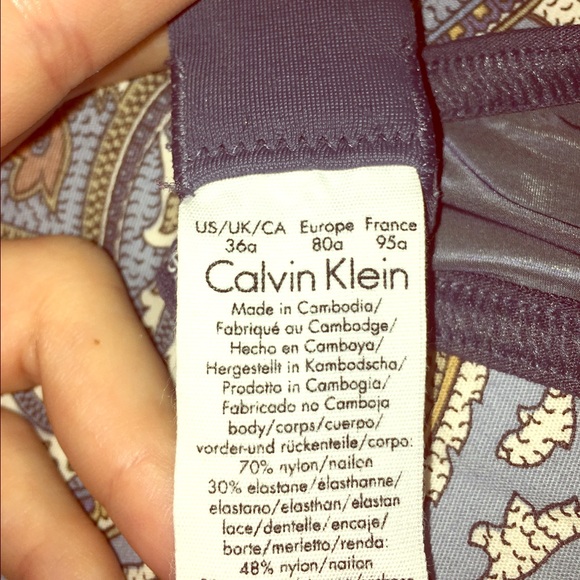 US/UK/CA Europe France
36a 80a 95a
Calvin Klein
Made in Cambodia/
Fabriqué au Cambodge/
Hecho en Camboya/
Hergestellt in Kambodscha/
Prodotto in Cambogia/
Fabricado no Camboja
body/corps/cuerpo/
vorder-und rückenteile/corpo:
70% nylon/nailon
30% elastane/élasthanne/
elastano/elasthan/elastan
lace/dentelle/encaje/
borte/merletto/renda:
48% nylon/nailon